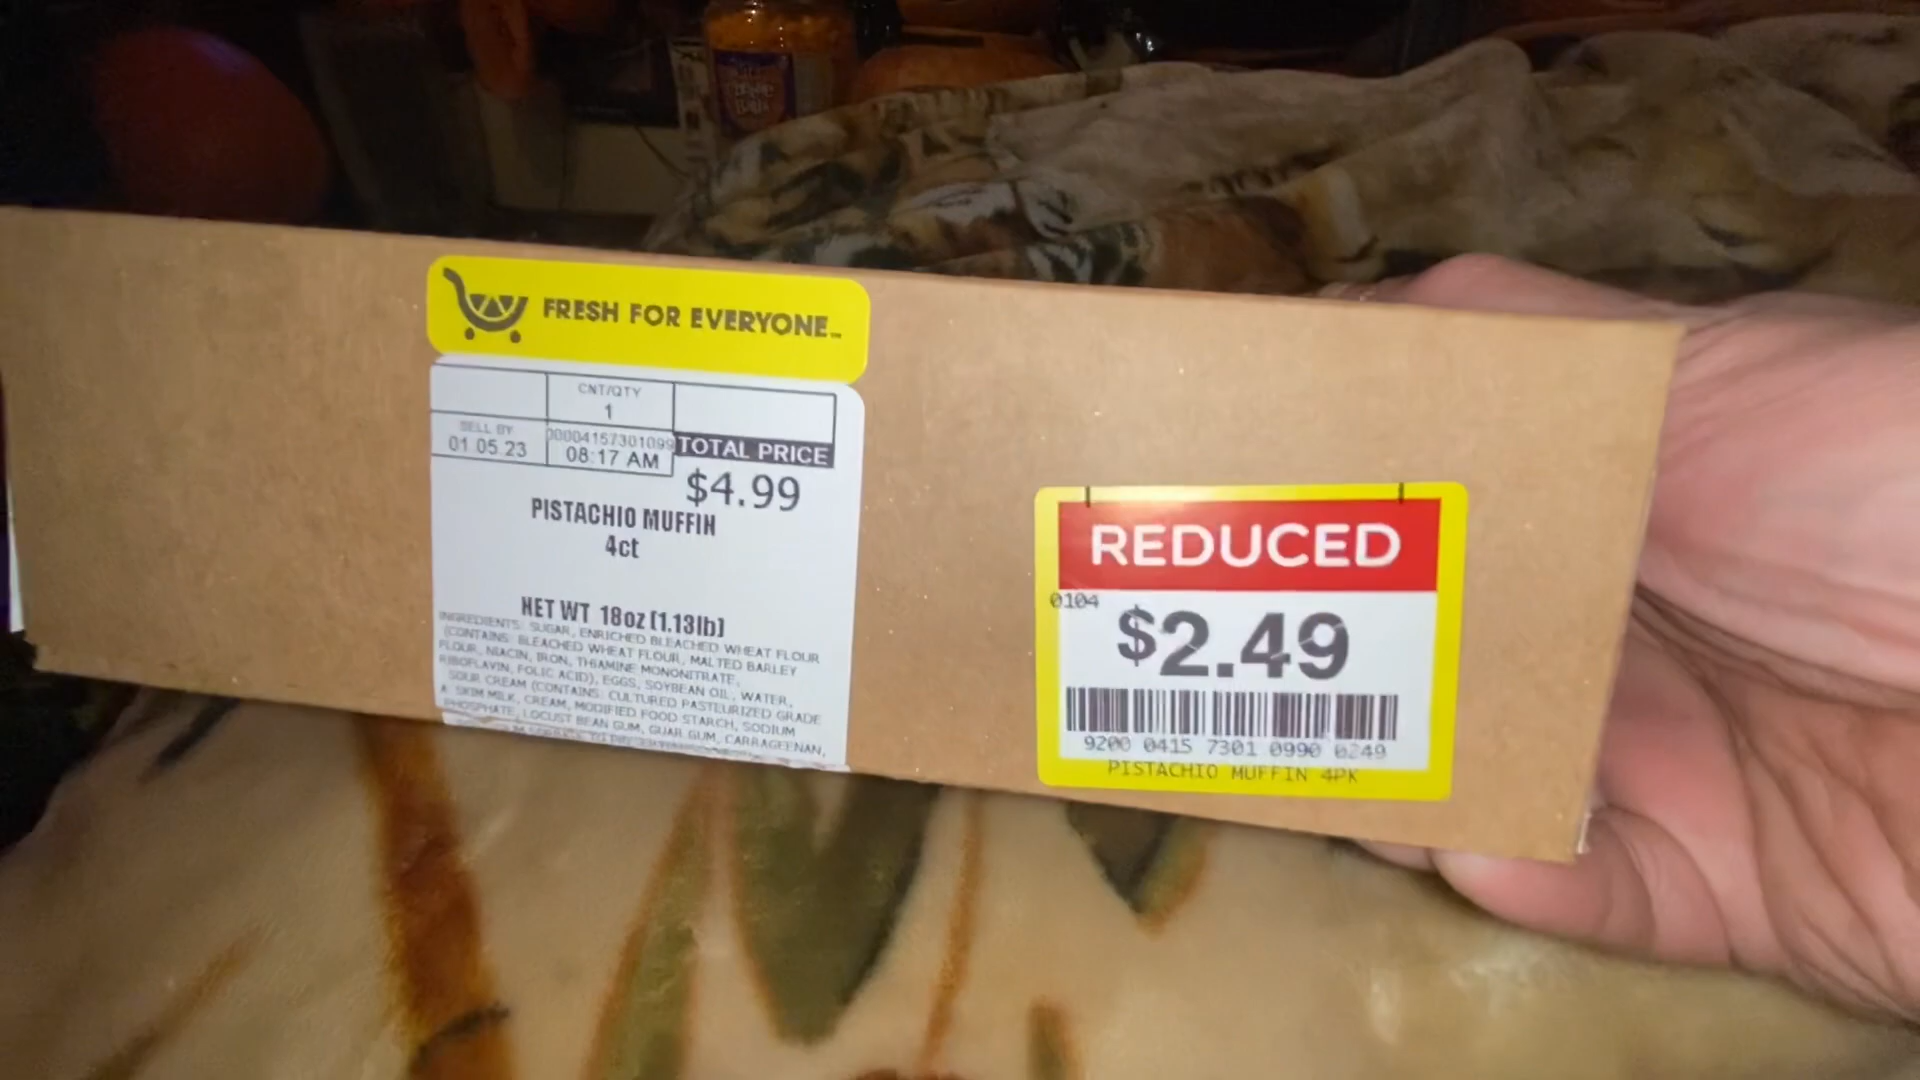 FRESH FOR EVERYONE™
CNT/QTY
1
SELL BY
01.05.23
00004157301099
08:17 AM
TOTAL PRICE
$4.99
PISTACHIO MUFFIN
4ct
NET WT 18oz [1.13lb]
INGREDIENTS: SUGAR, ENRICHED BLEACHED WHEAT FLOUR
(CONTAINS: BLEACHED WHEAT FLOUR, MALTED BARLEY
FLOUR, NIACIN, IRON, THIAMINE MONONITRATE,
RIBOFLAVIN, FOLIC ACID), EGGS, SOYBEAN OIL, WATER,
SOUR CREAM (CONTAINS: CULTURED PASTEURIZED GRADE
A SKIM MILK, CREAM, MODIFIED FOOD STARCH, SODIUM
PHOSPHATE, LOCUST BEAN GUM, GUAR GUM, CARRAGEENAN,
REDUCED
0104
$2.49
9200 0415 7301 0990 0249
PISTACHIO MUFFIN 4PK